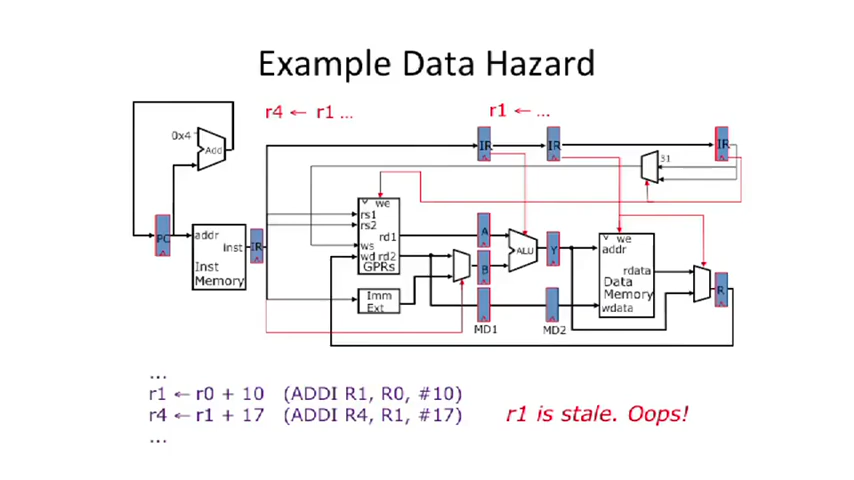 Example Data Hazard
r4 ← r1 ...
r1 ← ...
0x4
Add
IR
IR
IR
31
we
rs1
rs2
PC
addr
inst
IR
rd1
A
ALU
Y
we
addr
ws
wd rd2
GPRs
B
rdata
Inst
Memory
Data
Memory
R
Imm
Ext
wdata
MD1
MD2
...
r1 ← r0 + 10 (ADDI R1, R0, #10)
r4 ← r1 + 17 (ADDI R4, R1, #17)
r1 is stale. Oops!
...